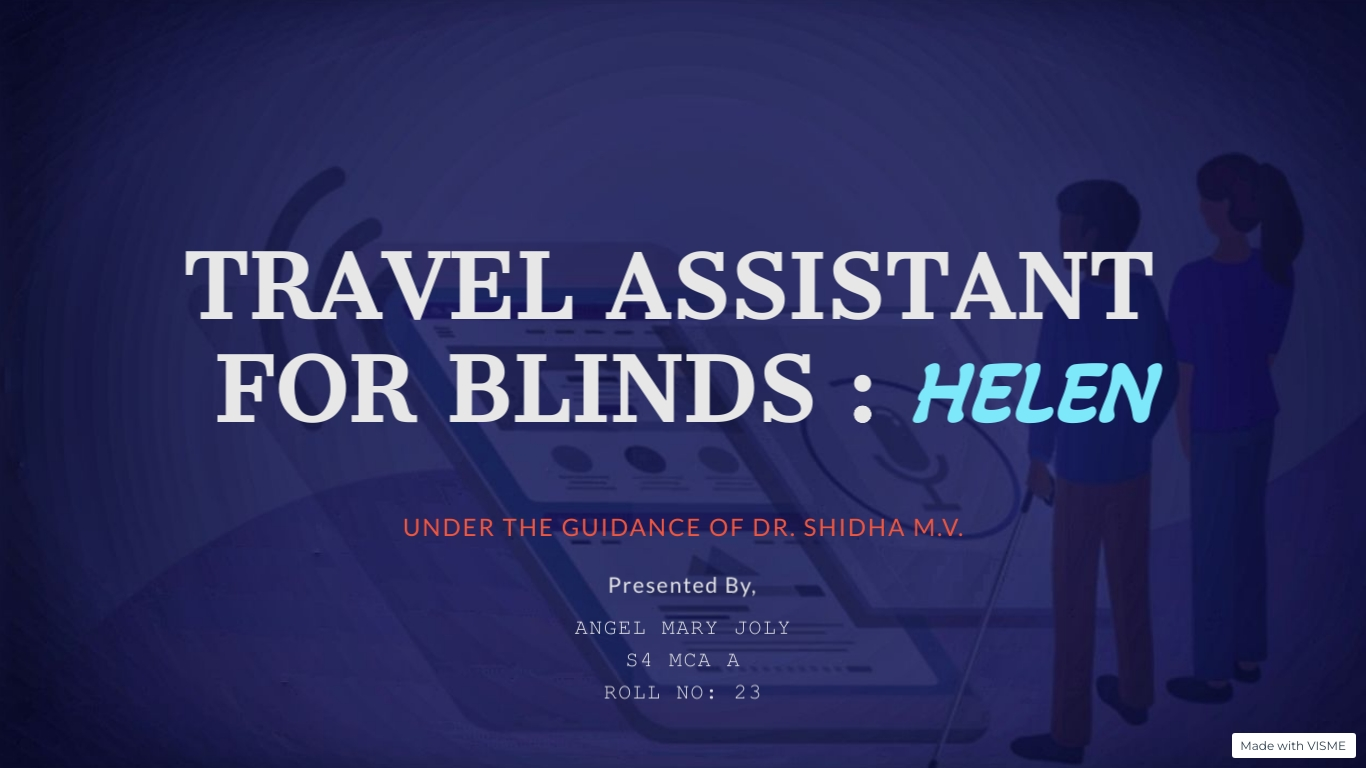 TRAVEL ASSISTANT
FOR BLINDS : HELEN
UNDER THE GUIDANCE OF DR. SHIDHA M.V.
Presented By,
ANGEL MARY JOLY
S4 MCA A
ROLL NO: 23
Made with VISME